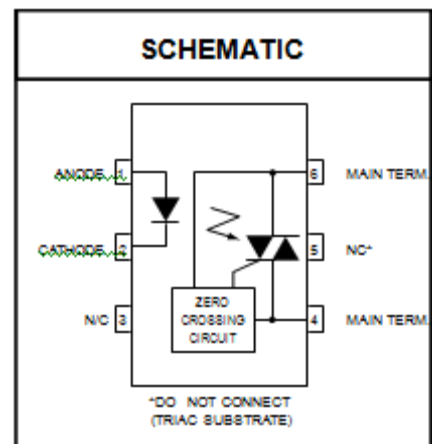 SCHEMATIC
ANODE 1
6 MAIN TERM.
CATHODE 2
5 NC*
N/C 3
ZERO
CROSSING
CIRCUIT
4 MAIN TERM.
*DO NOT CONNECT
(TRIAC SUBSTRATE)